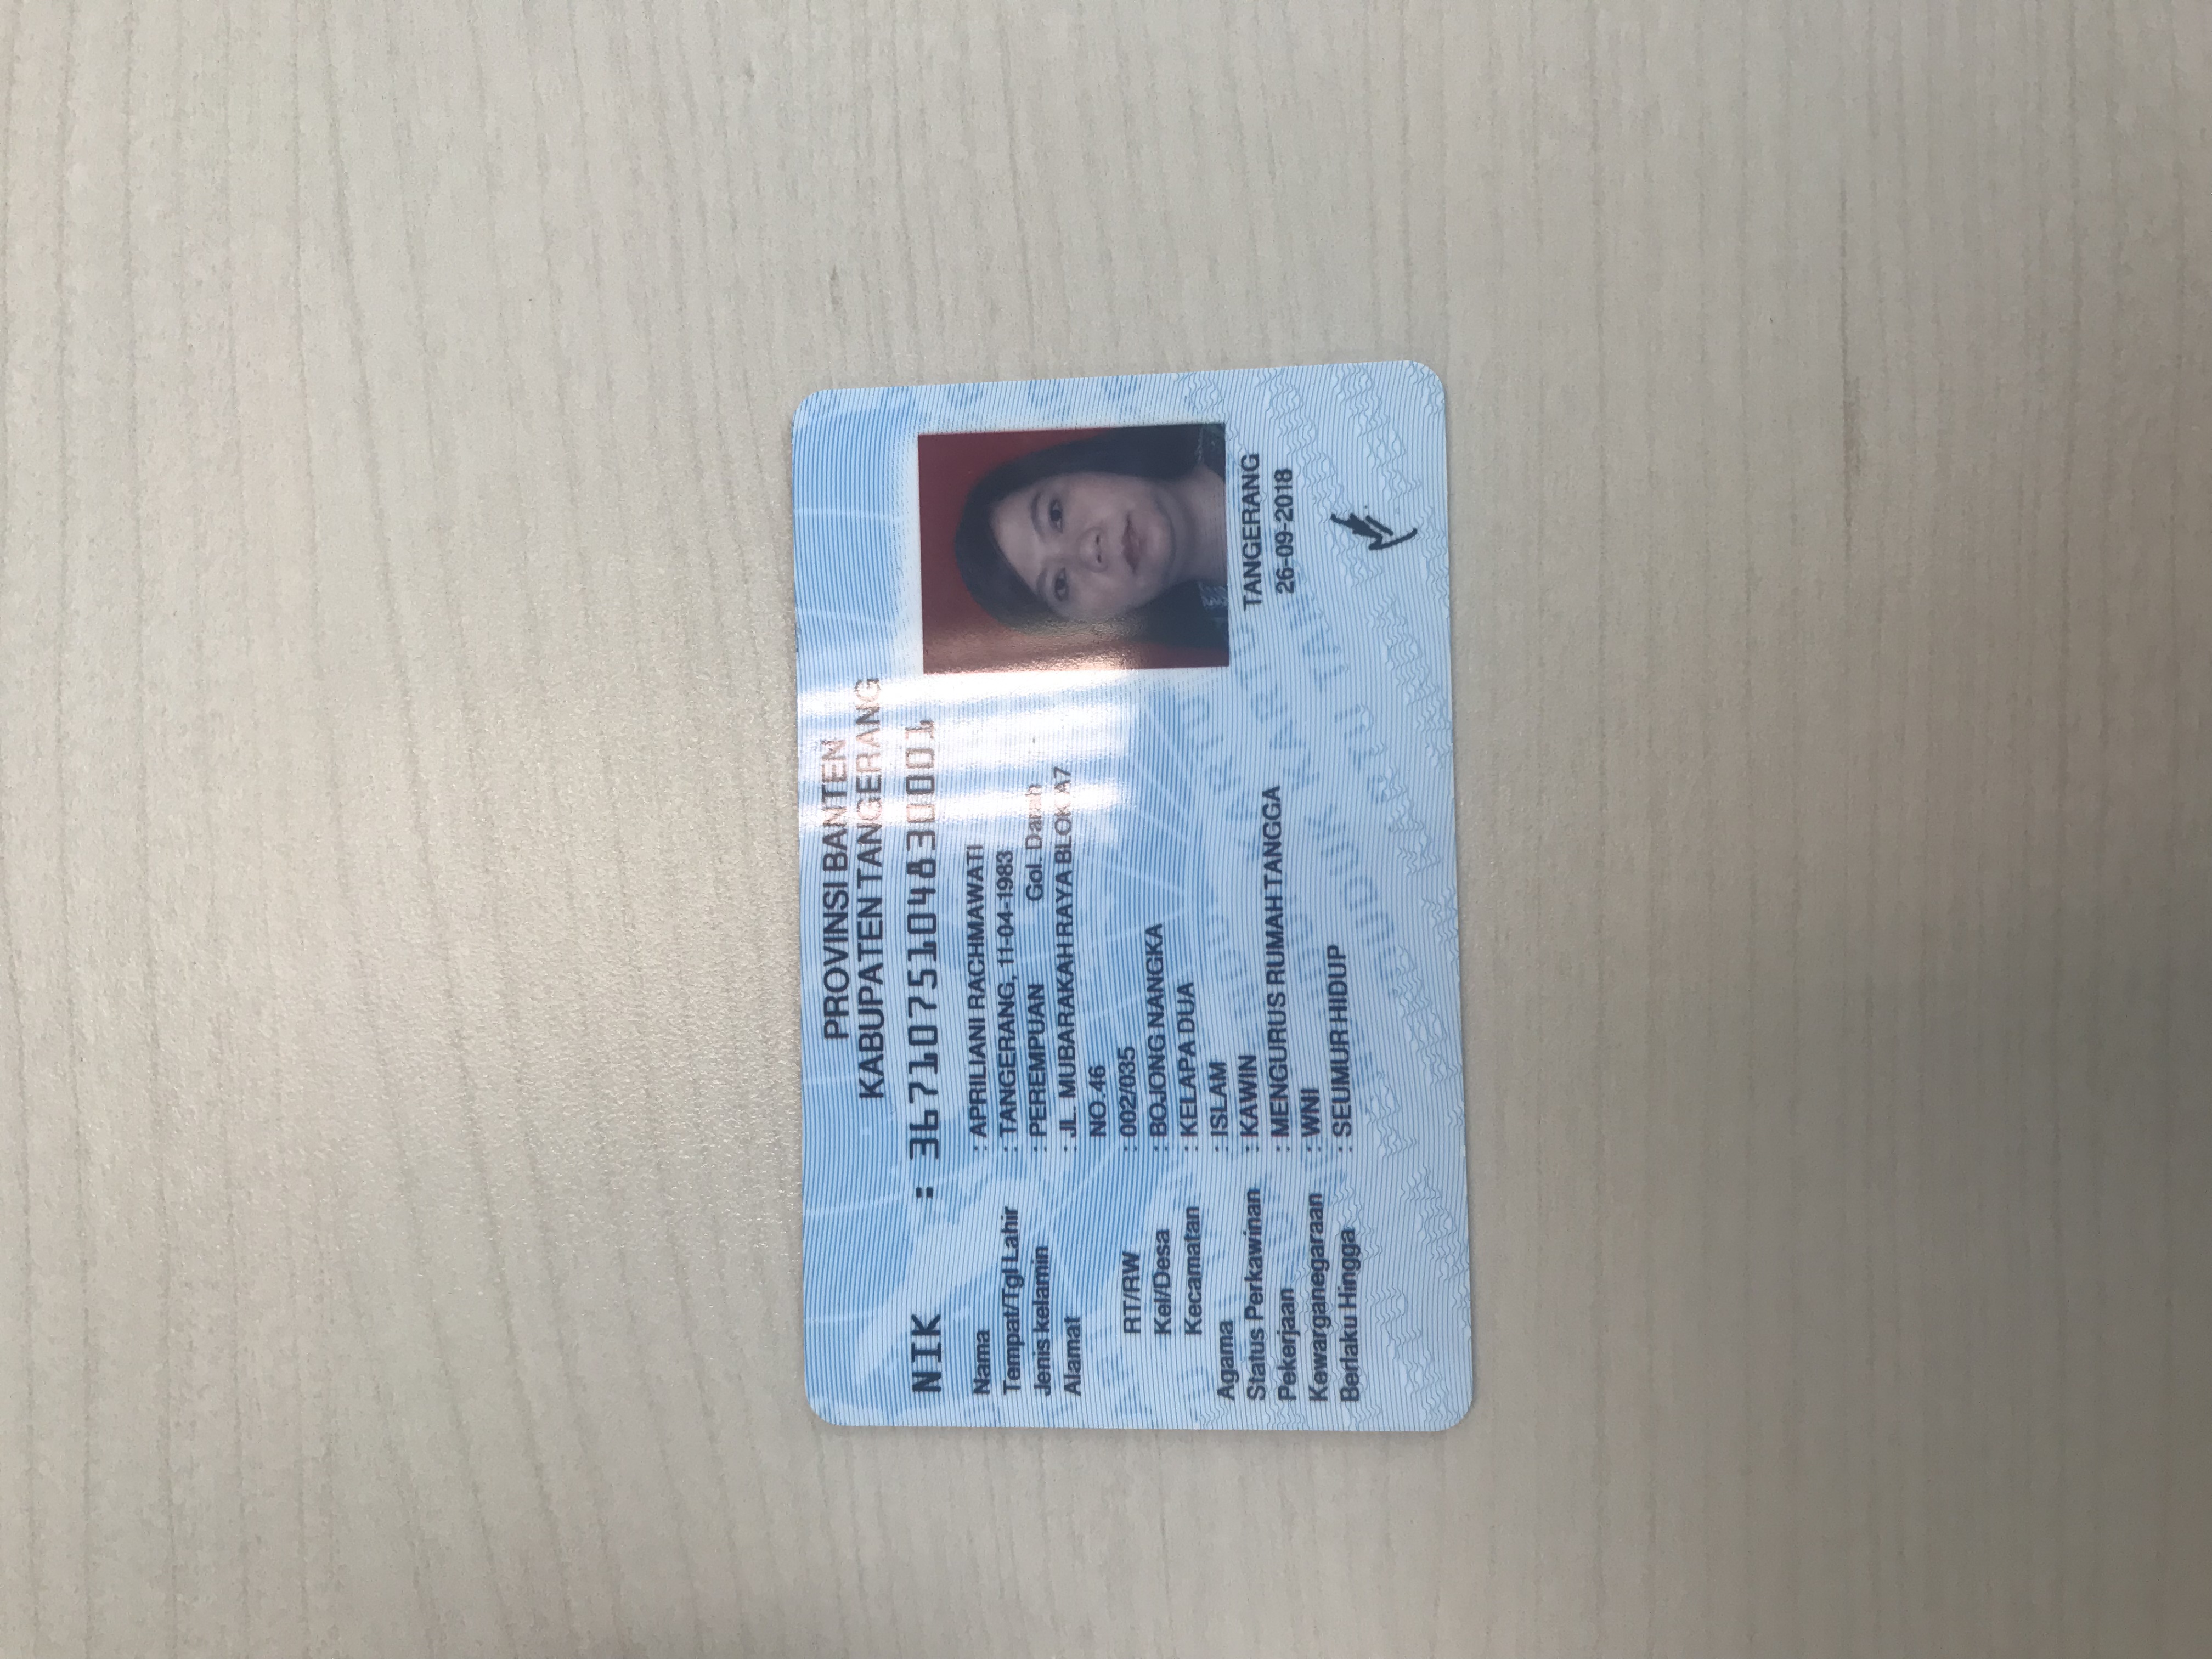 PROVINSI BANTEN
KABUPATEN TANGERANG
NIK : 3671075104830001
Nama : APRILIANI RACHMAWATI
Tempat/Tgl Lahir : TANGERANG, 11-04-1983
Jenis kelamin : PEREMPUAN Gol. Darah : -
Alamat : JL. MUBARAKAH RAYA BLOK A7
NO.46
RT/RW : 002/035
Kel/Desa : BOJONG NANGKA
Kecamatan : KELAPA DUA
Agama : ISLAM
Status Perkawinan : KAWIN
Pekerjaan : MENGURUS RUMAH TANGGA
Kewarganegaraan : WNI
Berlaku Hingga : SEUMUR HIDUP
TANGERANG
26-09-2018